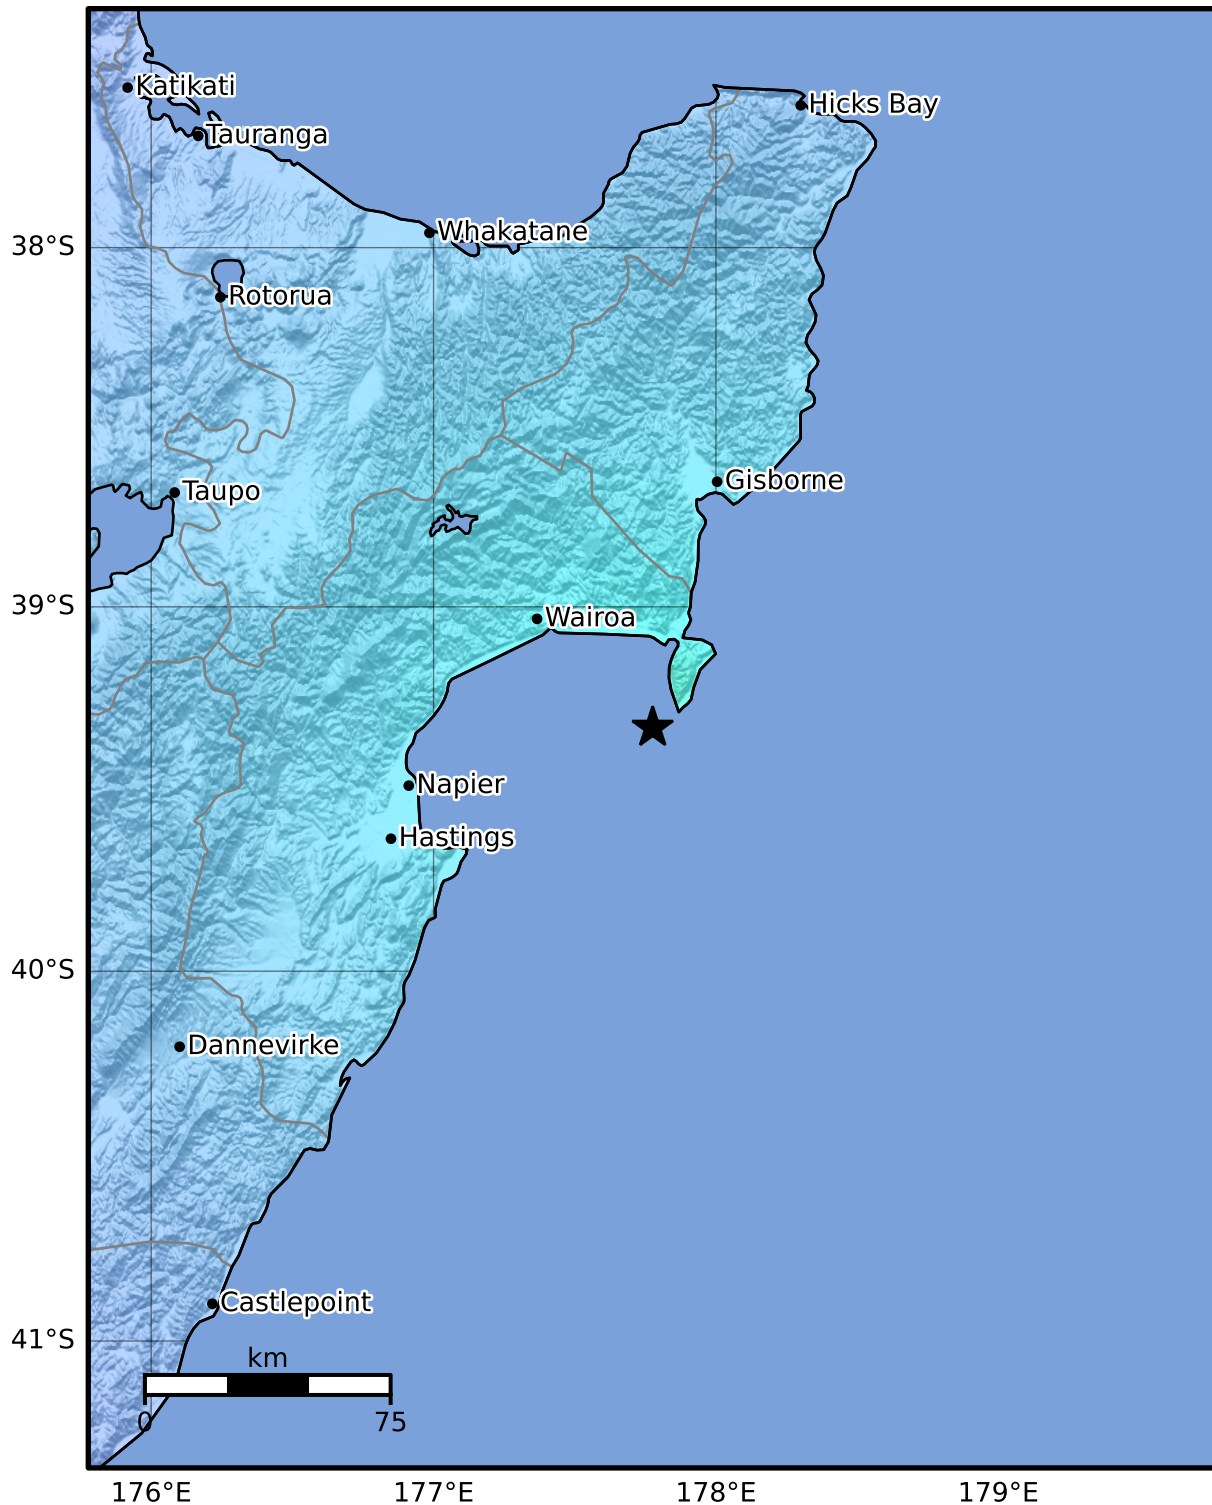 Katikati
Hicks Bay
Tauranga
Whakatane
38°S
Rotorua
Gisborne
Taupo
39°S
Wairoa
Napier
Hastings
40°S
Dannevirke
Castlepoint
41°S
km
0
75
176°E
177°E
178°E
179°E